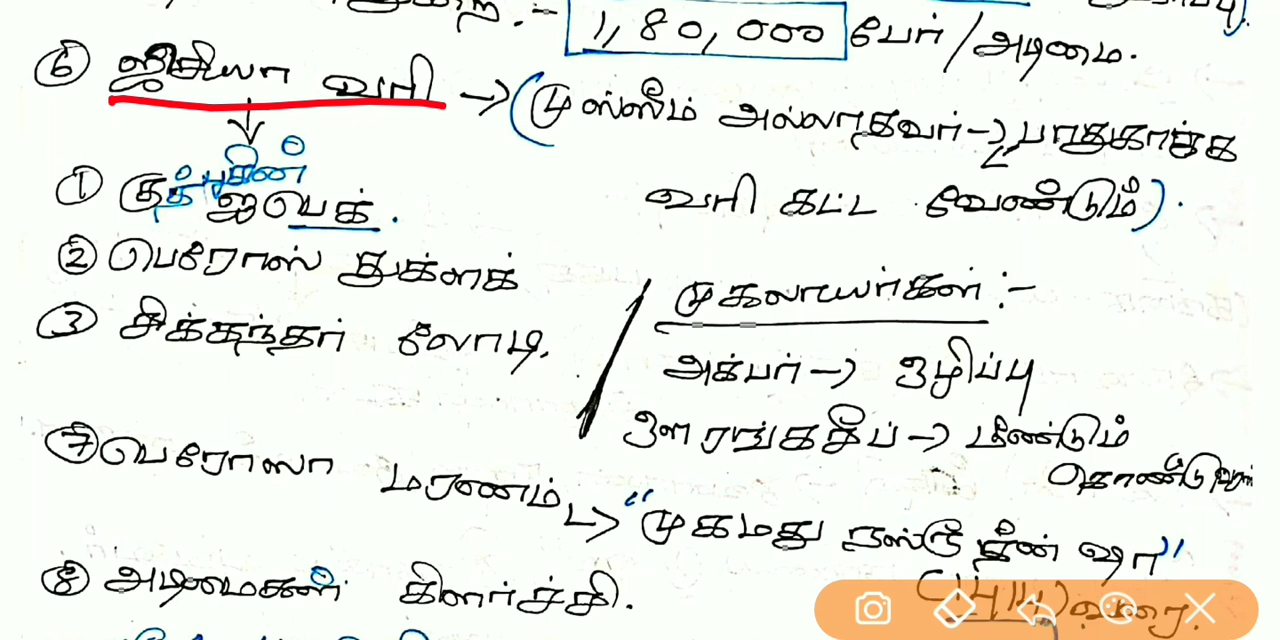 1,80,000 பேர் / அடிமை.
⑥ ஜிசியா வரி → (முஸ்லீம் அல்லாதவர் → பாதுகாக்க
வரி கட்ட வேண்டும்).
① குத்புதீன் ஐபெக்.
② பெரோஸ் துக்ளக்
③ சிக்கந்தர் லோடி.
முகலாயர்கள் :-
அக்பர் → ஒழிப்பு
ஔரங்கசீப் → மீண்டும்
⑦ பெரோஸா மரணம் → "முகமது நஸ்ருதீன் ஷா"
⑧ அடிமைகள் கிளர்ச்சி.
வரை.